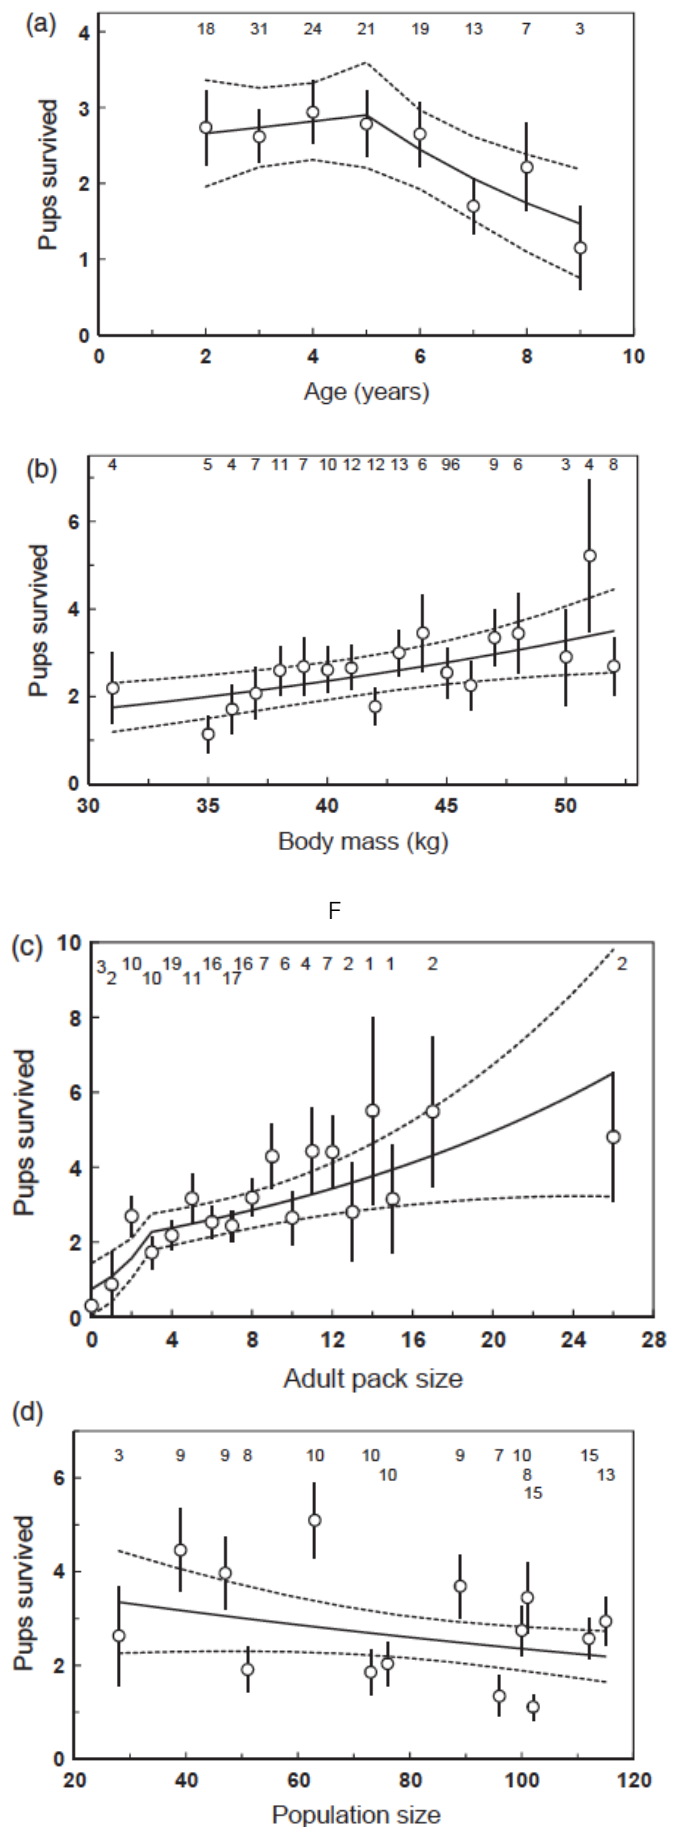 (a)
4
3
2
1
0
18 31 24 21 19 13 7 3
Pups survived
0 2 4 6 8 10
Age (years)
(b)
4 5 4 7 11 7 10 12 12 13 6 96 9 6 3 4 8
6
4
2
0
Pups survived
30 35 40 45 50
Body mass (kg)
F
(c)
10
8
6
4
2
0
3 2 10 10 19 11 16 17 16 7 6 4 7 2 1 1 2 2
Pups survived
0 4 8 12 16 20 24 28
Adult pack size
(d)
3 9 9 8 10 10 9 7 10 15
10 8 13
15
6
4
2
0
Pups survived
20 40 60 80 100 120
Population size